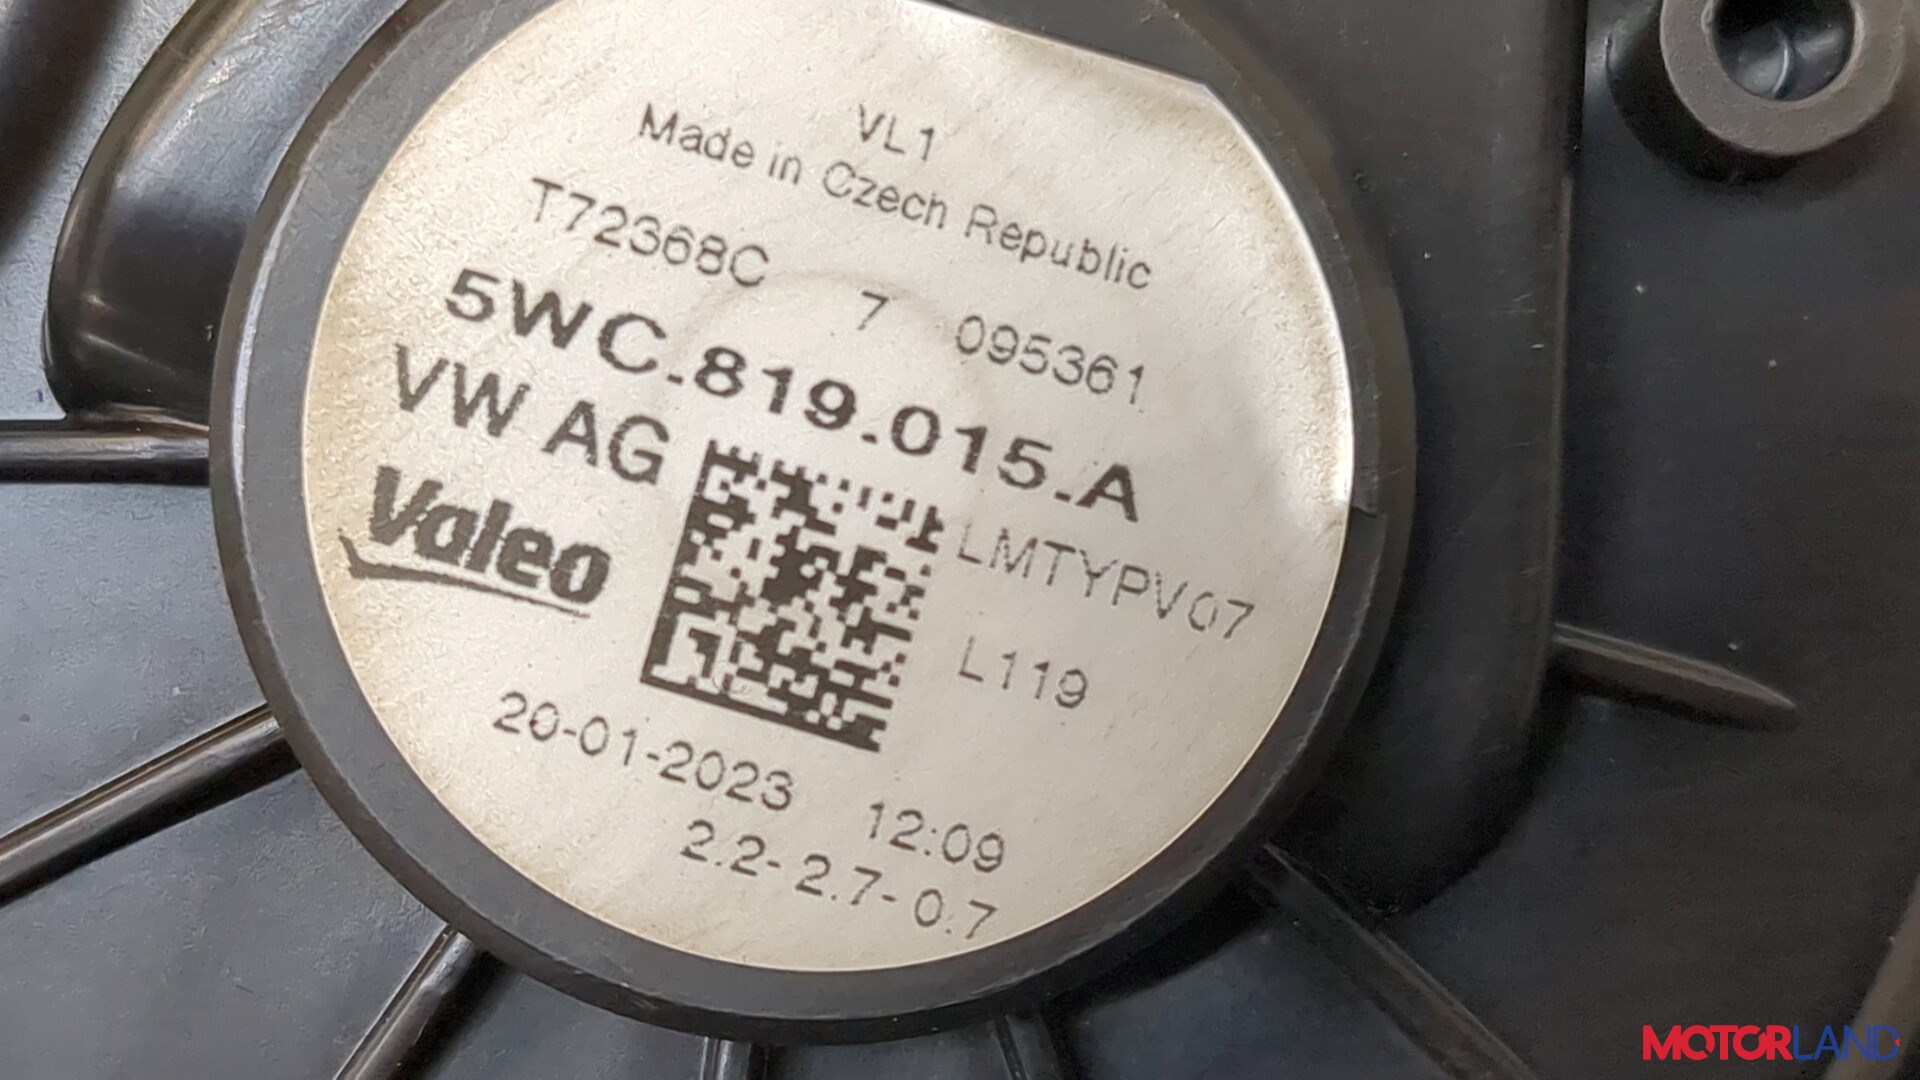 VL1
Made in Czech Republic
T72368C 7 095361
5WC.819.015.A
VW AG
Valeo
LMTYPV07
L119
20-01-2023 12:09
2.2- 2.7- 0.7
MOTORLAND